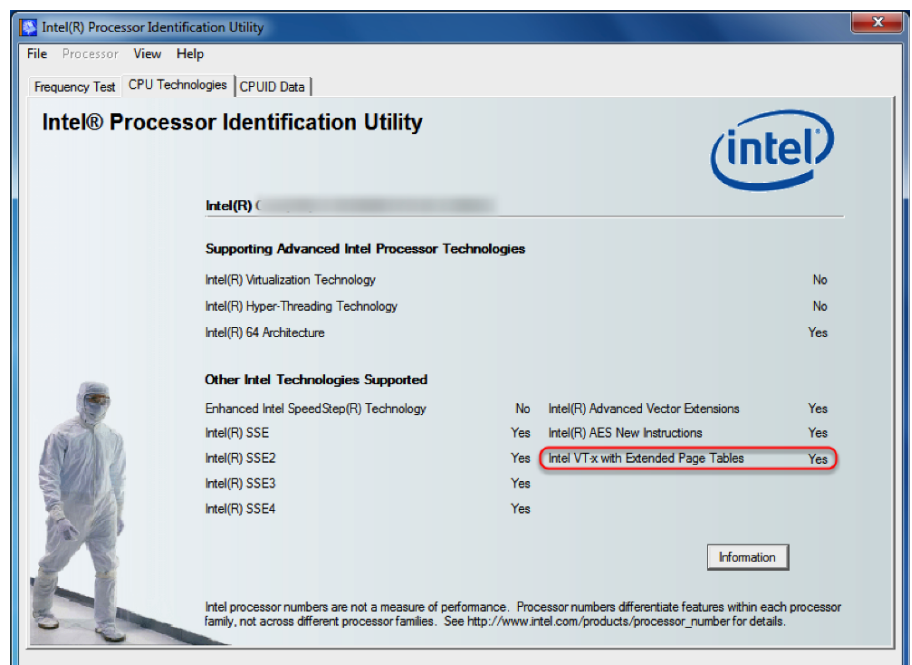 Intel(R) Processor Identification Utility
File Processor View Help
Frequency Test CPU Technologies CPUID Data
Intel® Processor Identification Utility
intel
Intel(R)
Supporting Advanced Intel Processor Technologies
Intel(R) Virtualization Technology No
Intel(R) Hyper-Threading Technology No
Intel(R) 64 Architecture Yes
Other Intel Technologies Supported
Enhanced Intel SpeedStep(R) Technology No Intel(R) Advanced Vector Extensions Yes
Intel(R) SSE Yes Intel(R) AES New Instructions Yes
Intel(R) SSE2 Yes Intel VT-x with Extended Page Tables Yes
Intel(R) SSE3 Yes
Intel(R) SSE4 Yes
Information
Intel processor numbers are not a measure of performance. Processor numbers differentiate features within each processor
family, not across different processor families. See http://www.intel.com/products/processor_number for details.